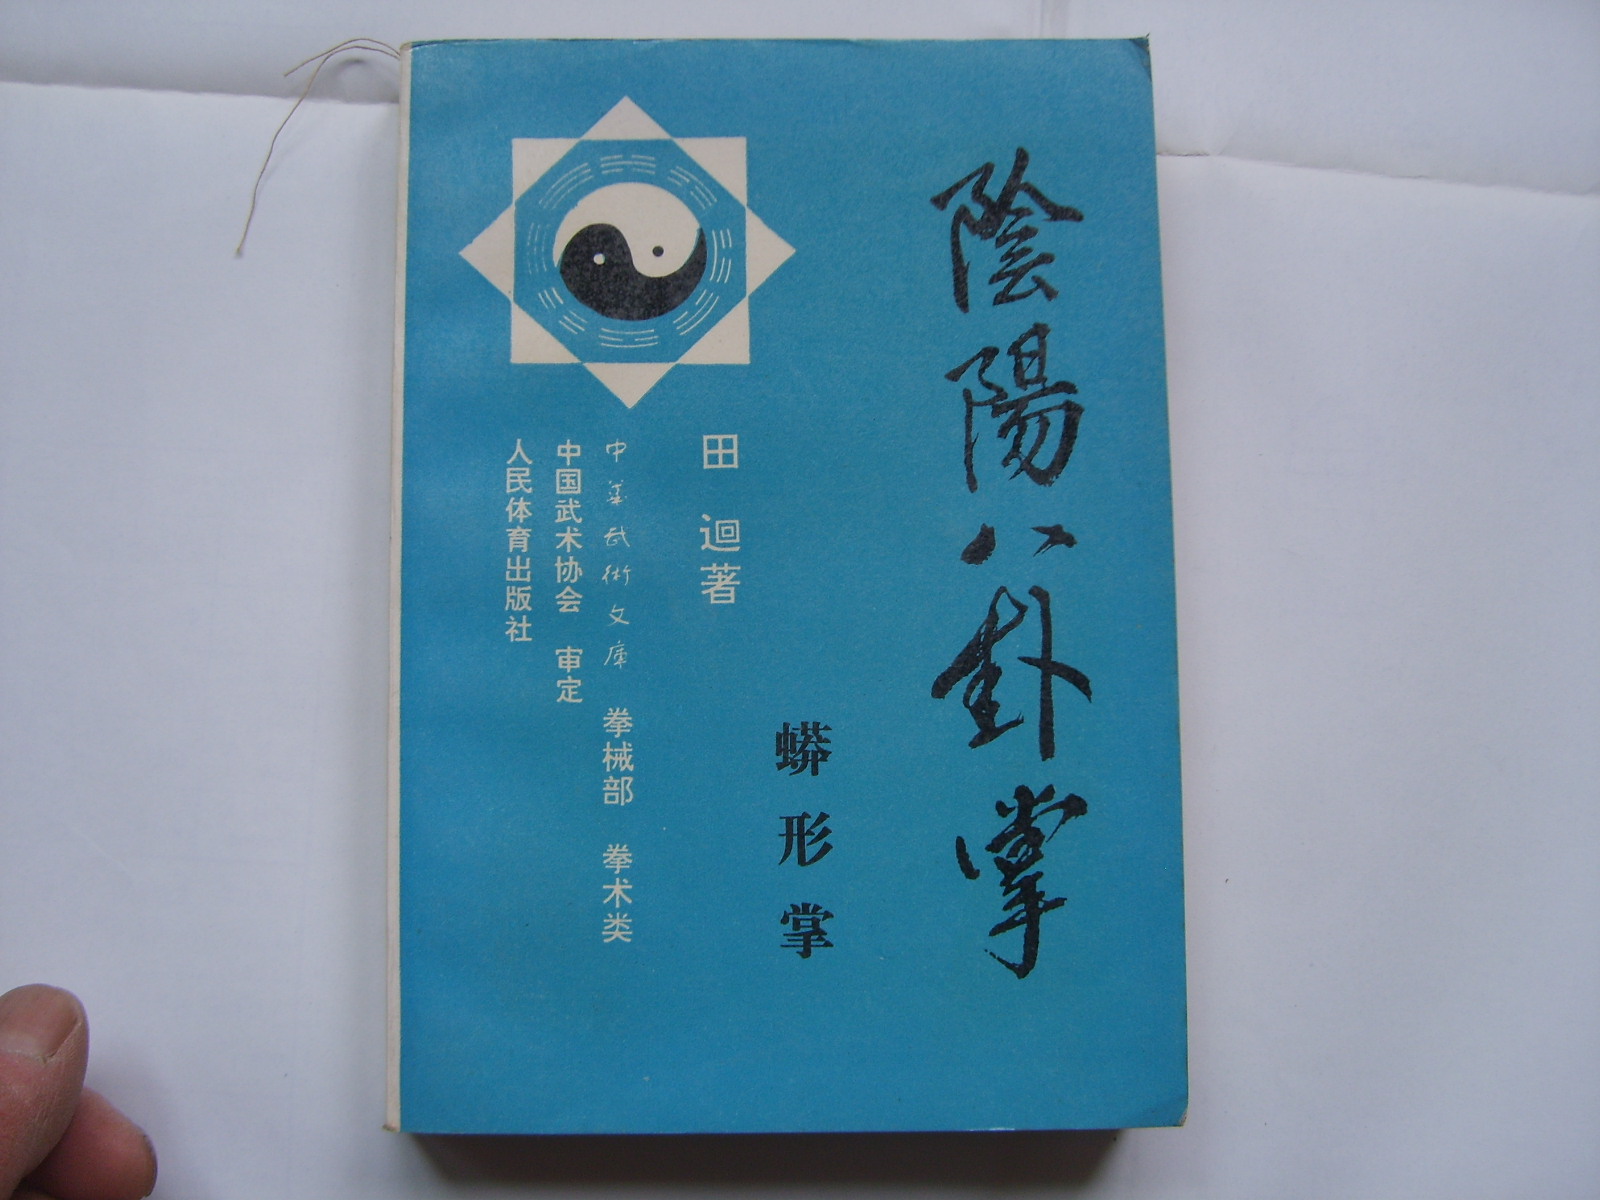 陰陽八卦掌
蟒形掌
田迴著
中華武術文庫 拳械部 拳术类
中国武术协会 审定
人民体育出版社